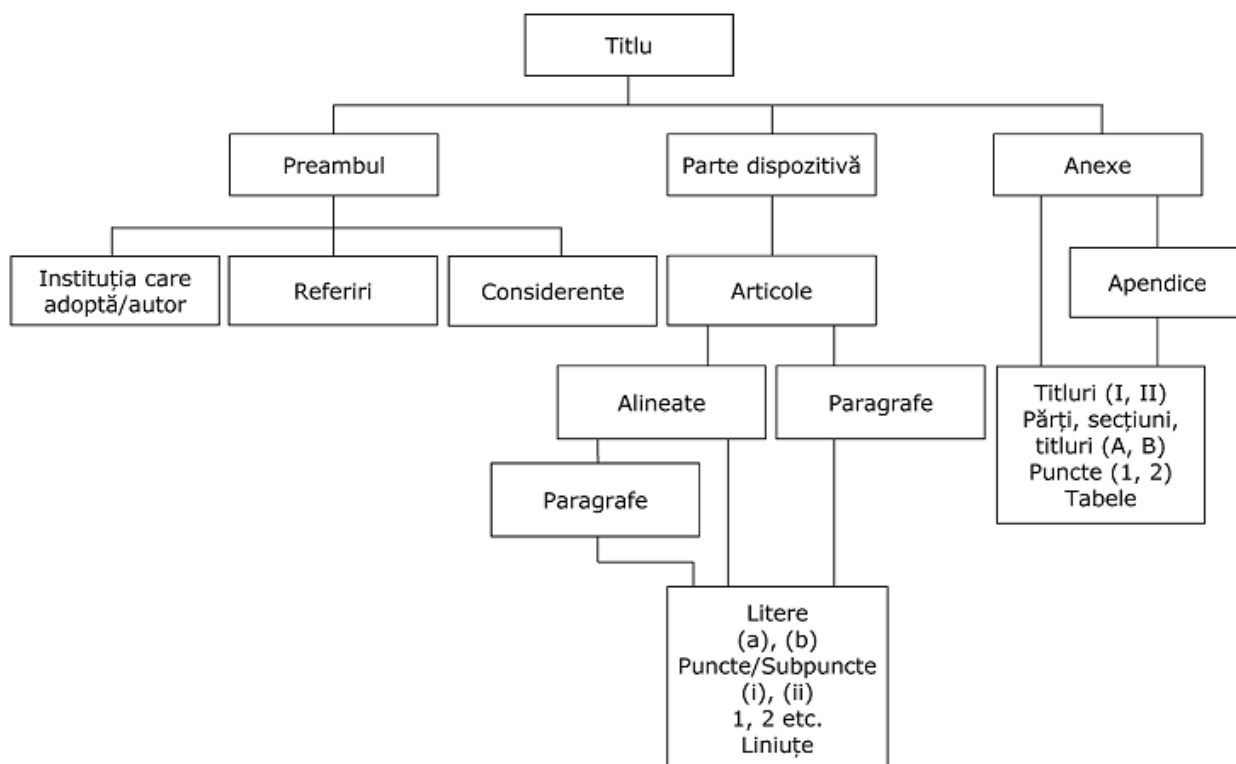 Titlu
Preambul
Parte dispozitivă
Anexe
Instituția care
adoptă/autor
Referiri
Considerente
Articole
Apendice
Alineate
Paragrafe
Titluri (I, II)
Părți, secțiuni,
titluri (A, B)
Puncte (1, 2)
Tabele
Paragrafe
Litere
(a), (b)
Puncte/Subpuncte
(i), (ii)
1, 2 etc.
Liniuțe